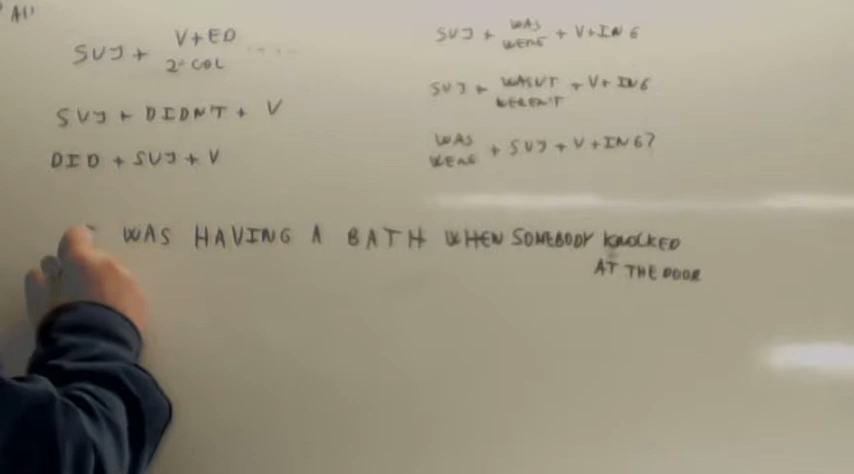 SUJ + V+ED ....
2ª COL
SUJ + DIDN'T + V
DID + SUJ + V
SUJ + WAS + V+ING
WERE
SUJ + WASN'T + V+ING
WEREN'T
WAS + SUJ + V+ING?
WERE
WAS HAVING A BATH WHEN SOMEBODY KNOCKED
AT THE DOOR